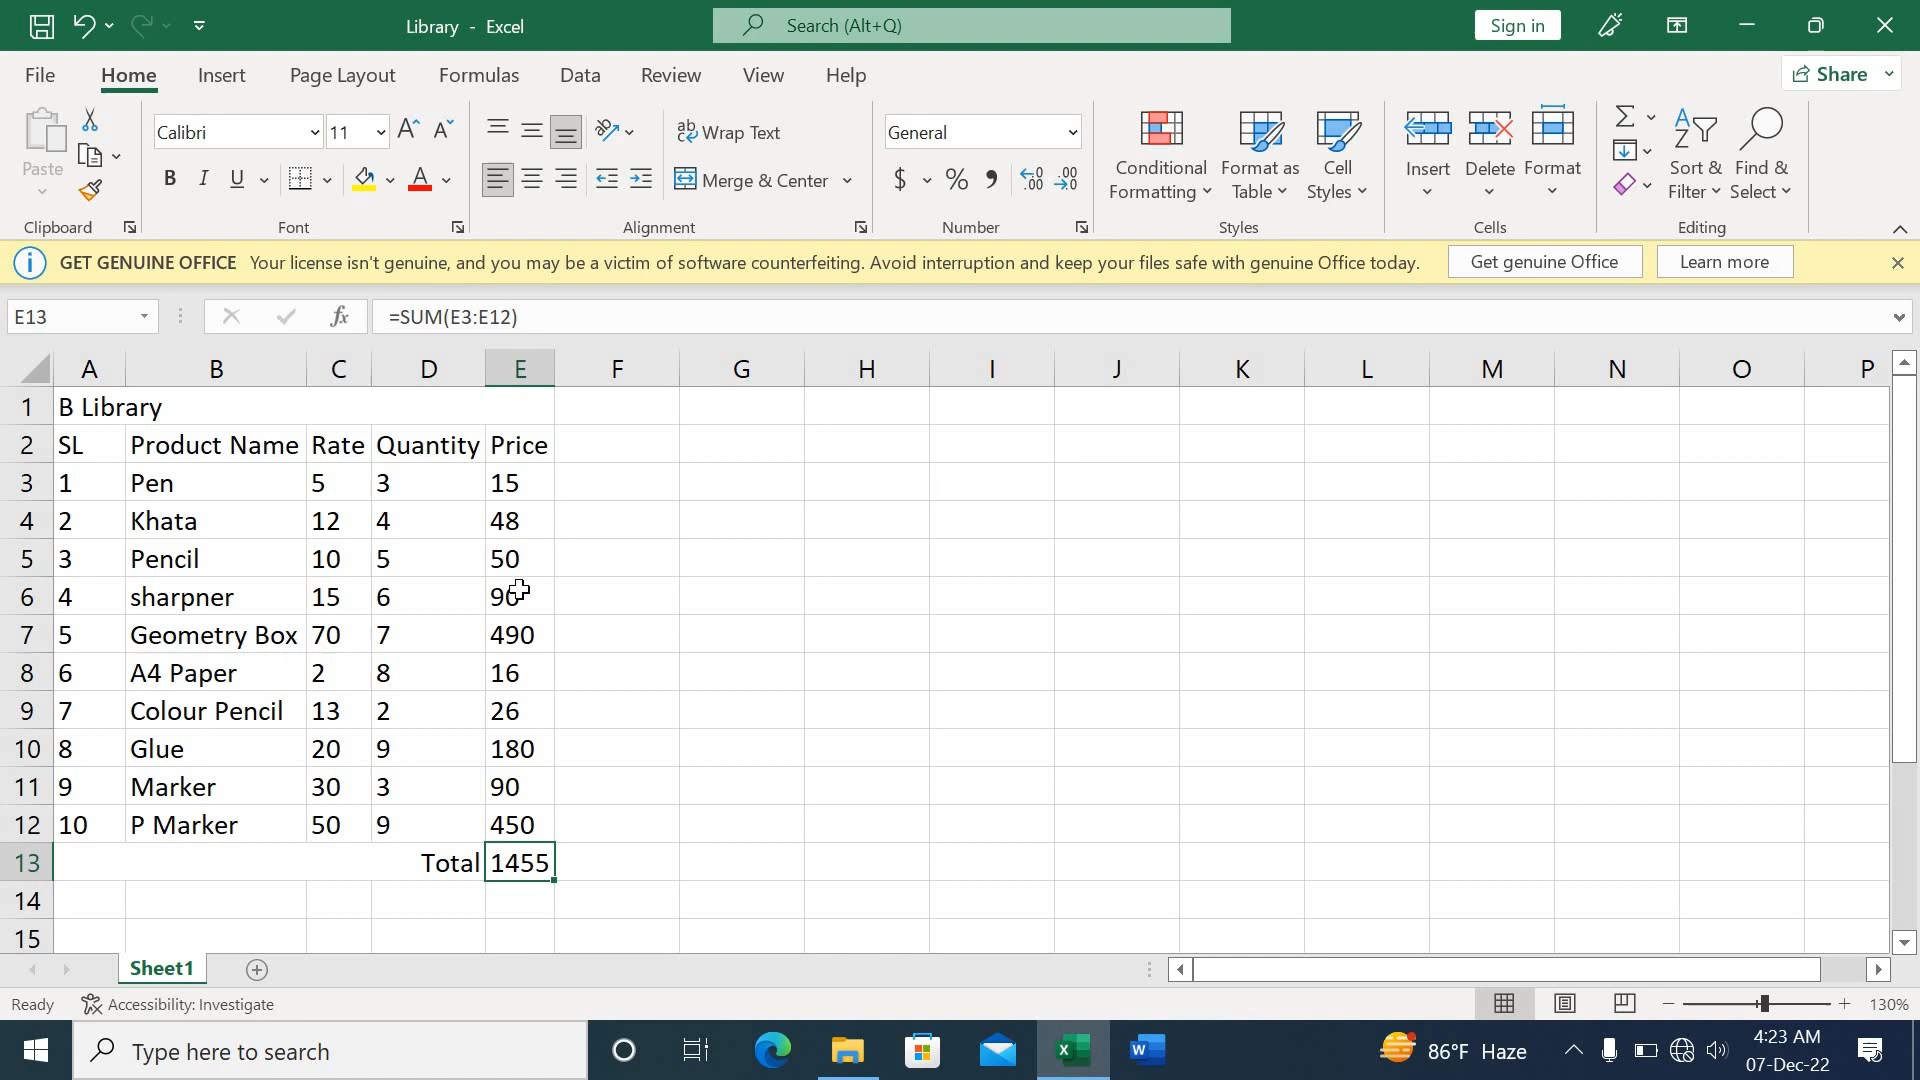 Library - Excel
Search (Alt+Q)
Sign in
File Home Insert Page Layout Formulas Data Review View Help
Share
Paste
Calibri 11
B I U
ab Wrap Text
Merge & Center
General
$ % , .00 .00
Conditional Formatting
Format as Table
Cell Styles
Insert Delete Format
Sort & Filter
Find & Select
Clipboard Font Alignment Number Styles Cells Editing
GET GENUINE OFFICE Your license isn't genuine, and you may be a victim of software counterfeiting. Avoid interruption and keep your files safe with genuine Office today. Get genuine Office Learn more
E13 fx =SUM(E3:E12)
A B C D E F G H I J K L M N O P
1 B Library
2 SL Product Name Rate Quantity Price
3 1 Pen 5 3 15
4 2 Khata 12 4 48
5 3 Pencil 10 5 50
6 4 sharpner 15 6 90
7 5 Geometry Box 70 7 490
8 6 A4 Paper 2 8 16
9 7 Colour Pencil 13 2 26
10 8 Glue 20 9 180
11 9 Marker 30 3 90
12 10 P Marker 50 9 450
13 Total 1455
14
15
Sheet1
Ready Accessibility: Investigate 130%
Type here to search
86°F Haze
4:23 AM
07-Dec-22